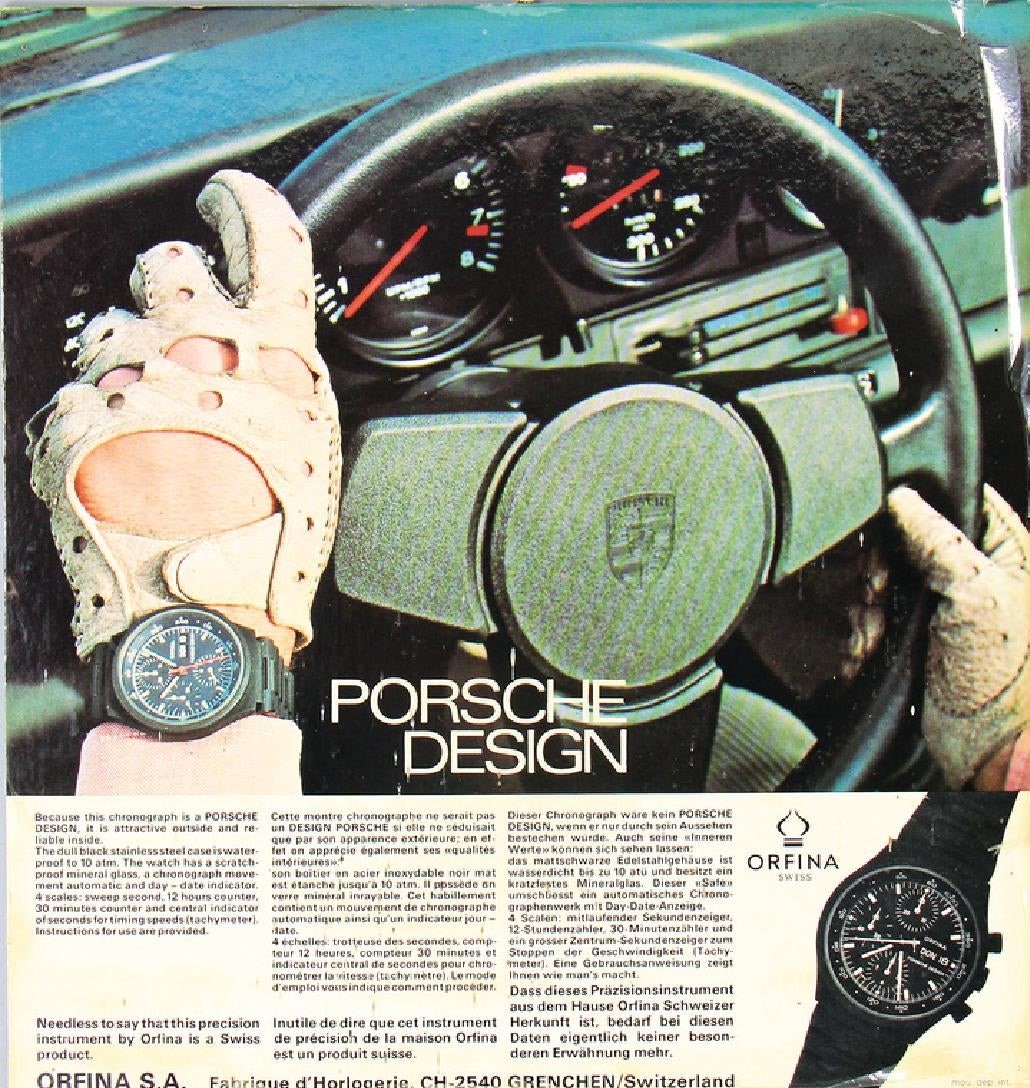 6
7
8
1
PORSCHE
DESIGN
Because this chronograph is a PORSCHE
DESIGN, it is attractive outside and re-
liable inside.
The dull black stainless steel case is water-
proof to 10 atm. The watch has a scratch-
proof mineral glass, a chronograph move-
ment automatic and day – date indicator.
4 scales: sweep second, 12 hours counter,
30 minutes counter and central indicator
of seconds for timing speeds (tachymeter).
Instructions for use are provided.
Needless to say that this precision
instrument by Orfina is a Swiss
product.
Cette montre chronographe ne serait pas
un DESIGN PORSCHE si elle ne séduisait
que par son apparence extérieure; en ef-
fet on apprécie également ses «qualités
intérieures»:
son boîtier en acier inoxydable noir mat
est étanche jusqu'à 10 atm. Il ppssède on
verre minéral inrayable. Cet habillement
contient un mouvement de chronographe
automatique ainsi qu'un indicateur jour –
date.
4 échelles: trotteuse des secondes, comp-
teur 12 heures, compteur 30 minutes et
indicateur central de secondes pour chro-
nométrer la vitesse (tachymètre). Le mode
d'emploi vous indique comment procéder.
Inutile de dire que cet instrument
de précision de la maison Orfina
est un produit suisse.
Dieser Chronograph wäre kein PORSCHE
DESIGN, wenn er nur durch sein Aussehen
bestechen würde. Auch seine «inneren
Werte» können sich sehen lassen:
das mattschwarze Edelstahlgehäuse ist
wasserdicht bis zu 10 atü und besitzt ein
kratzfestes Mineralglas. Dieser «Safe»
umschliesst ein automatisches Chrono-
graphenwerk mit Day-Date-Anzeige.
4 Scalen: mitlaufender Sekundenzeiger,
12-Stundenzähler, 30-Minutenzähler und
ein grosser Zentrum-Sekundenzeiger zum
Stoppen der Geschwindigkeit (Tachy-
meter). Eine Gebrauchsanweisung zeigt
Ihnen wie man's macht.
Dass dieses Präzisionsinstrument
aus dem Hause Orfina Schweizer
Herkunft ist, bedarf bei diesen
Daten eigentlich keiner beson-
deren Erwähnung mehr.
ORFINA
SWISS
ORFINA S.A. Fabrique d'Horlogerie, CH-2540 GRENCHEN/Switzerland
mou. dep. int.